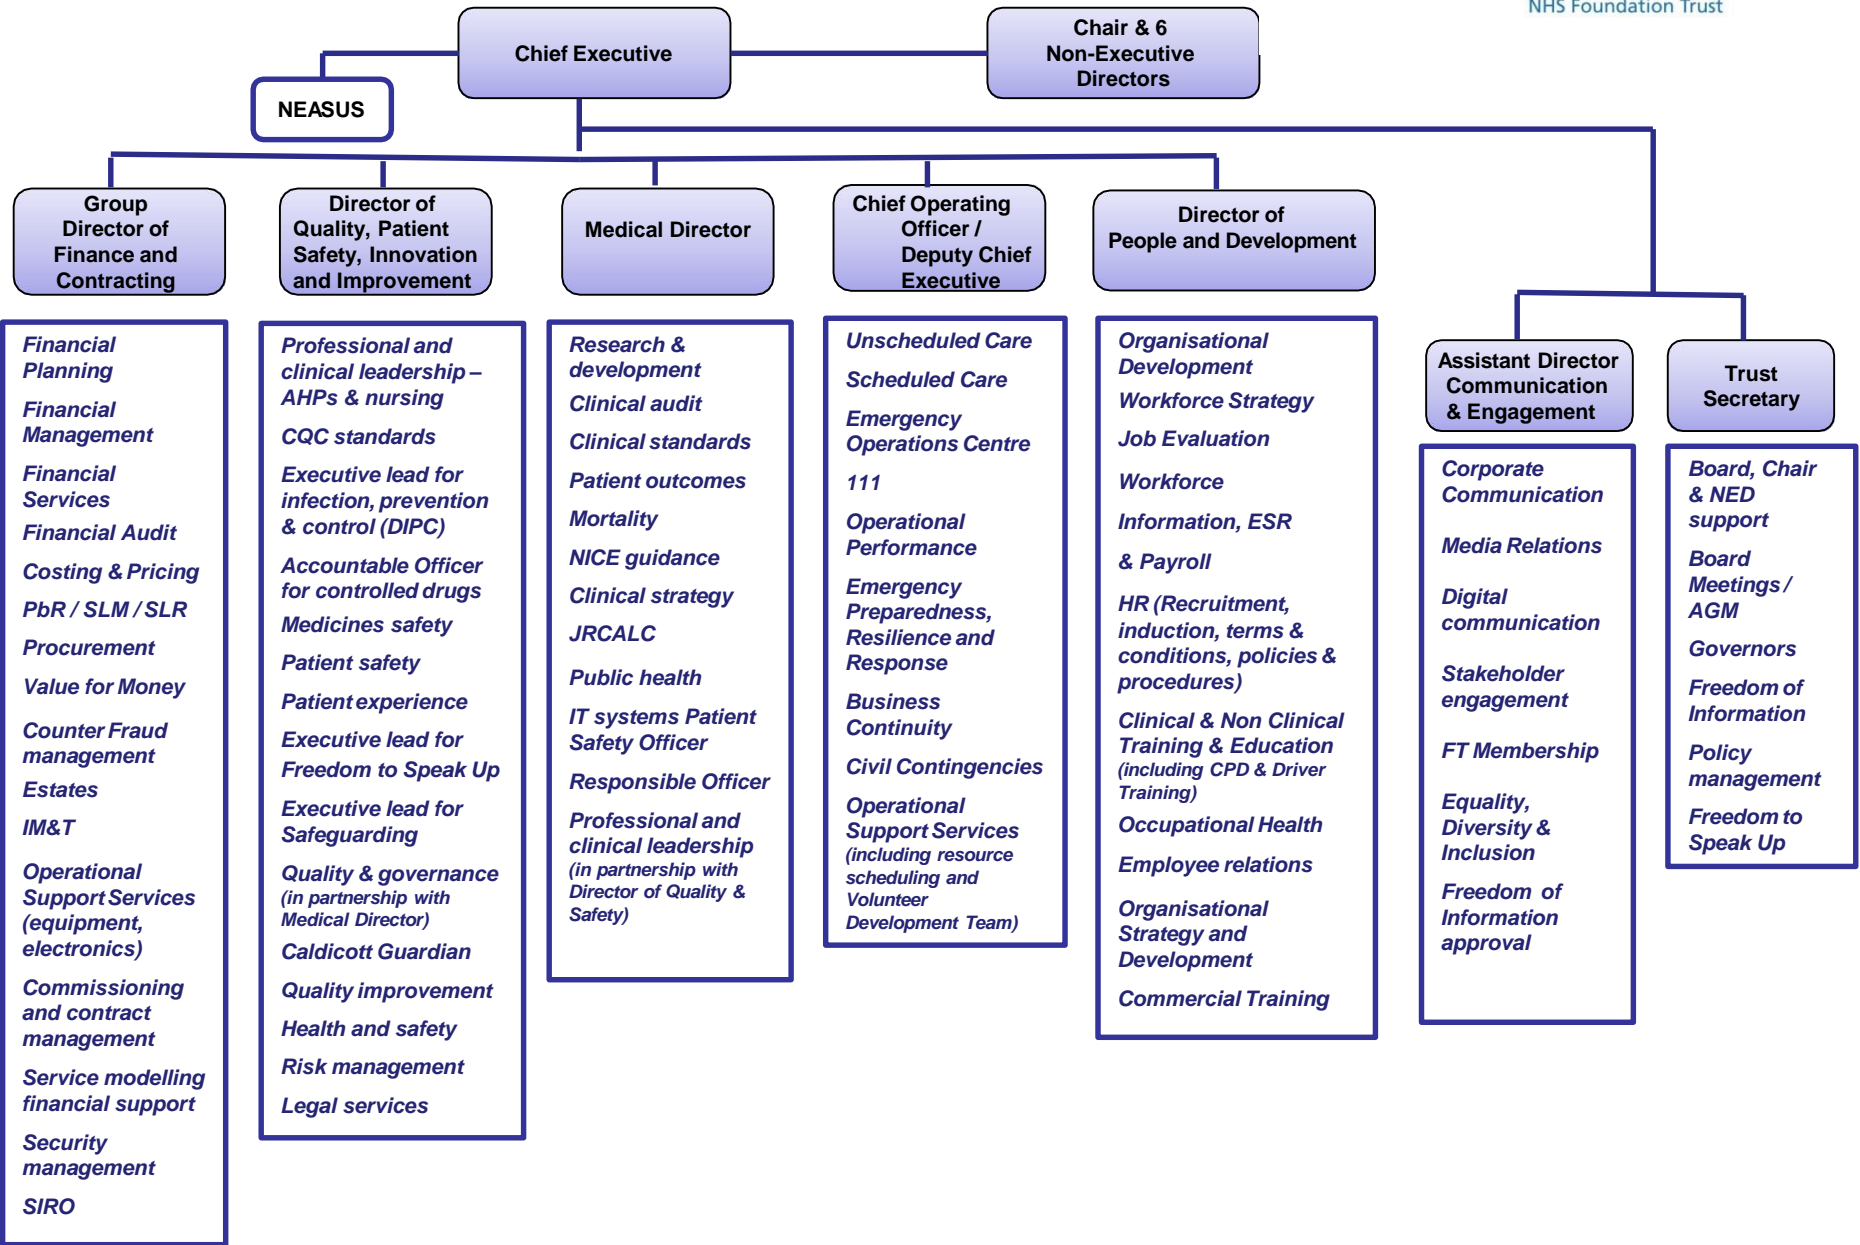 NHS Foundation Trust
Chief Executive
Chair & 6
Non-Executive
Directors
NEASUS
Group
Director of
Finance and
Contracting
Director of
Quality, Patient
Safety, Innovation
and Improvement
Medical Director
Chief Operating
Officer /
Deputy Chief
Executive
Director of
People and Development
Financial
Planning
Financial
Management
Financial
Services
Financial Audit
Costing & Pricing
PbR / SLM / SLR
Procurement
Value for Money
Counter Fraud
management
Estates
IM&T
Operational
Support Services
(equipment,
electronics)
Commissioning
and contract
management
Service modelling
financial support
Security
management
SIRO
Professional and
clinical leadership –
AHPs & nursing
CQC standards
Executive lead for
infection, prevention
& control (DIPC)
Accountable Officer
for controlled drugs
Medicines safety
Patient safety
Patient experience
Executive lead for
Freedom to Speak Up
Executive lead for
Safeguarding
Quality & governance
(in partnership with
Medical Director)
Caldicott Guardian
Quality improvement
Health and safety
Risk management
Legal services
Research &
development
Clinical audit
Clinical standards
Patient outcomes
Mortality
NICE guidance
Clinical strategy
JRCALC
Public health
IT systems Patient
Safety Officer
Responsible Officer
Professional and
clinical leadership
(in partnership with
Director of Quality &
Safety)
Unscheduled Care
Scheduled Care
Emergency
Operations Centre
111
Operational
Performance
Emergency
Preparedness,
Resilience and
Response
Business
Continuity
Civil Contingencies
Operational
Support Services
(including resource
scheduling and
Volunteer
Development Team)
Organisational
Development
Workforce Strategy
Job Evaluation
Workforce
Information, ESR
& Payroll
HR (Recruitment,
induction, terms &
conditions, policies &
procedures)
Clinical & Non Clinical
Training & Education
(including CPD & Driver
Training)
Occupational Health
Employee relations
Organisational
Strategy and
Development
Commercial Training
Assistant Director
Communication
& Engagement
Corporate
Communication
Media Relations
Digital
communication
Stakeholder
engagement
FT Membership
Equality,
Diversity &
Inclusion
Freedom of
Information
approval
Trust
Secretary
Board, Chair
& NED
support
Board
Meetings /
AGM
Governors
Freedom of
Information
Policy
management
Freedom to
Speak Up